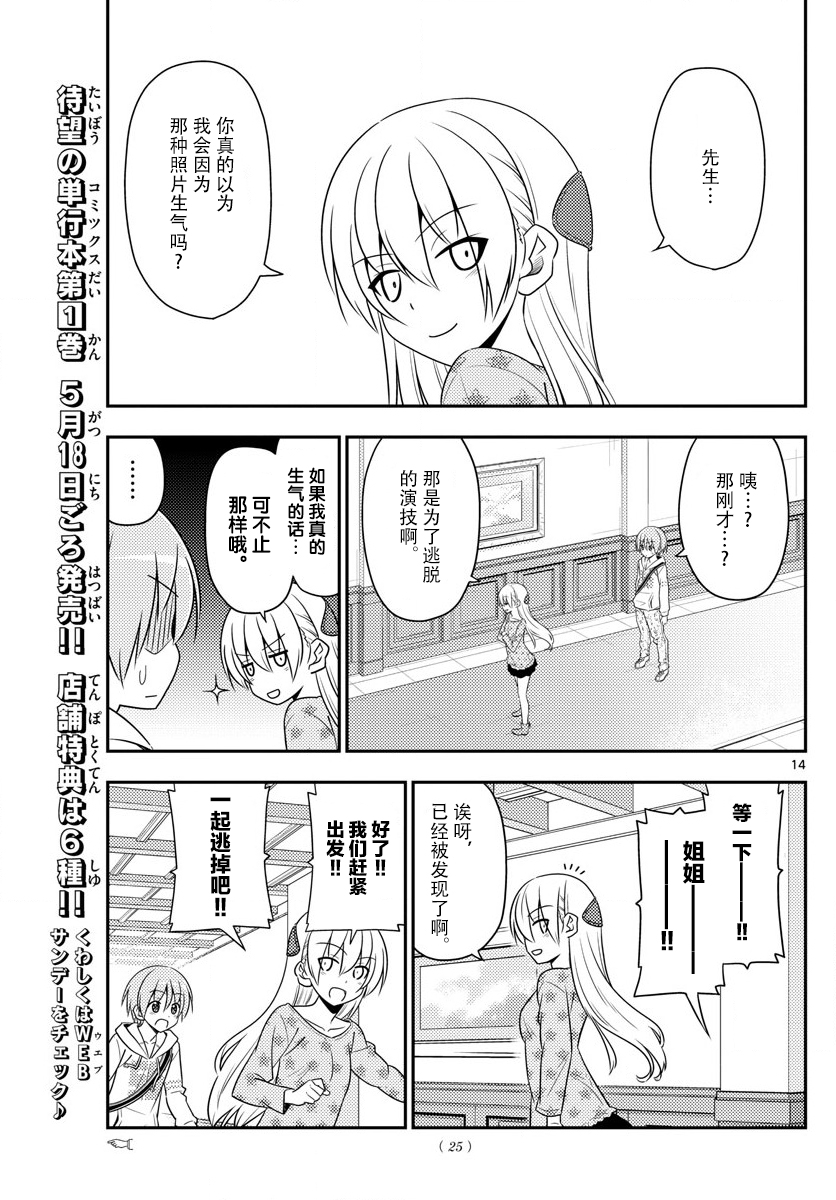 先生…
你真的以为
我会因为
那种照片生气吗？
咦…？
那刚才…？
那是为了逃脱
的演技啊。
如果我真的
生气的话…
可不止
那样哦。
……
14
等一下——!!
姐姐——!!
诶呀，
已经被发现了啊。
好了!!
我们赶紧
出发!!
一起逃掉吧!!
待望の単行本第1巻 5月18日ごろ発売!! 店舗特典は6種!!
たいぼう コミックスだい かん がつ にち はつばい てんぽとくてん しゅ
くわしくはWEB
ウェブ
サンデーをチェック♪
(25)